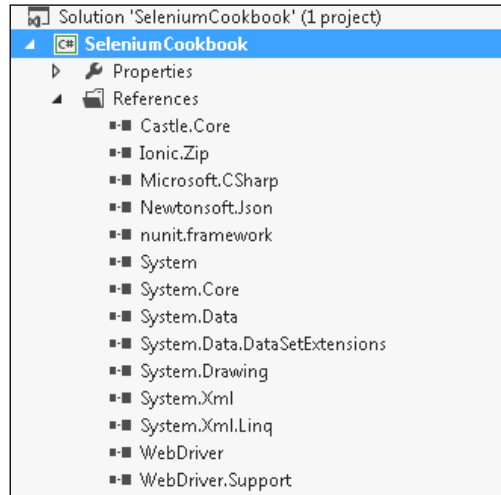 Solution 'SeleniumCookbook' (1 project)
C# SeleniumCookbook
Properties
References
Castle.Core
Ionic.Zip
Microsoft.CSharp
Newtonsoft.Json
nunit.framework
System
System.Core
System.Data
System.Data.DataSetExtensions
System.Drawing
System.Xml
System.Xml.Linq
WebDriver
WebDriver.Support